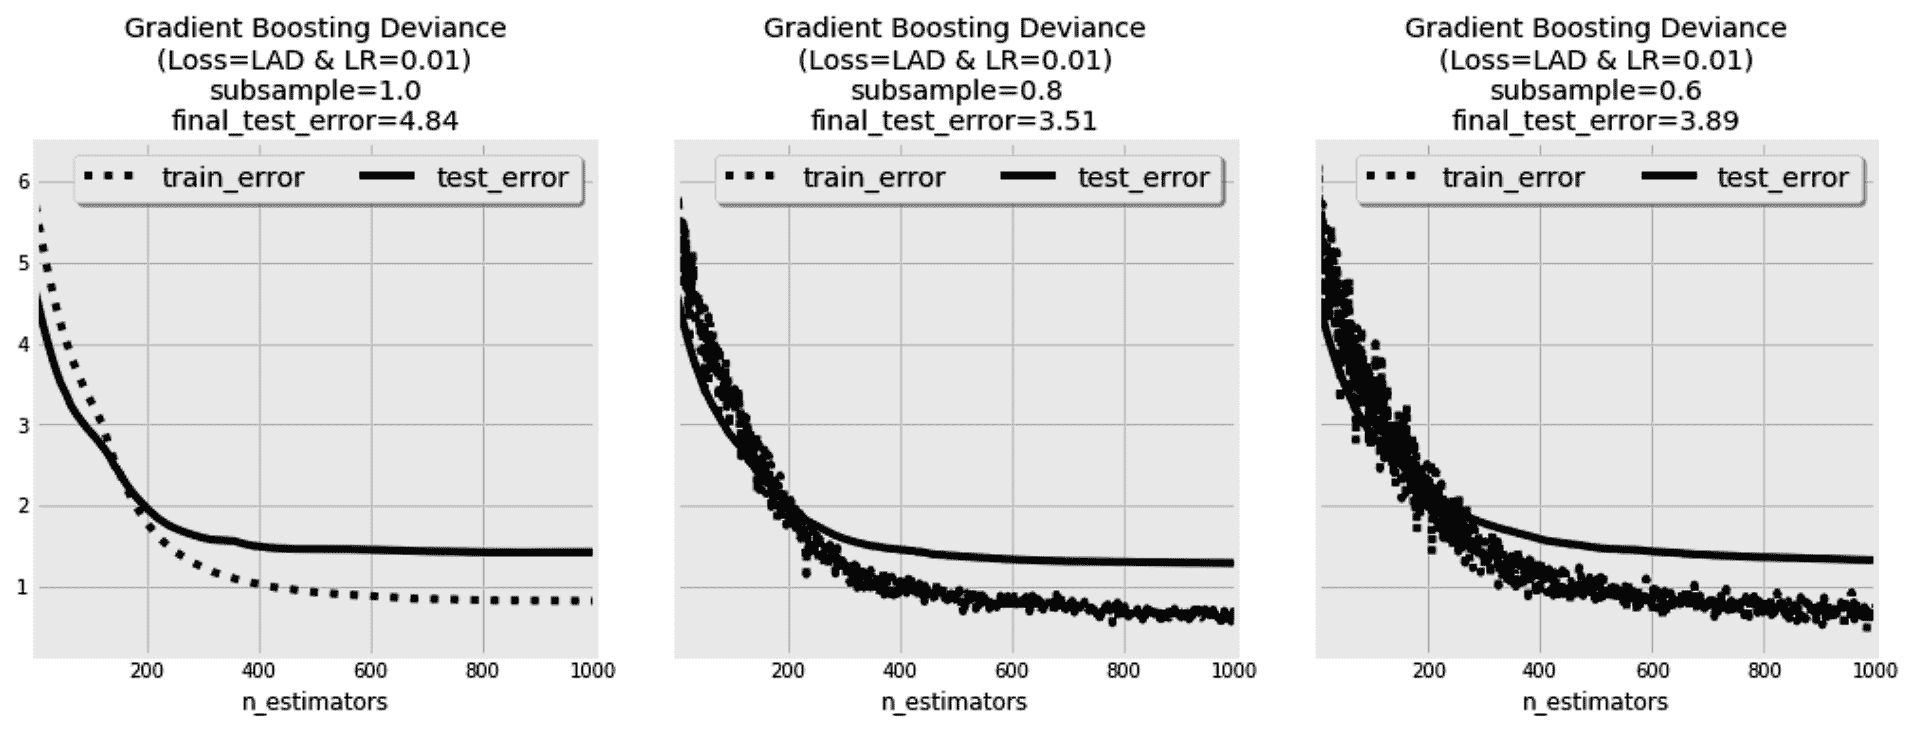 Gradient Boosting Deviance
(Loss=LAD & LR=0.01)
subsample=1.0
final_test_error=4.84
train_error test_error
6
5
4
3
2
1
200 400 600 800 1000
n_estimators
Gradient Boosting Deviance
(Loss=LAD & LR=0.01)
subsample=0.8
final_test_error=3.51
train_error test_error
200 400 600 800 1000
n_estimators
Gradient Boosting Deviance
(Loss=LAD & LR=0.01)
subsample=0.6
final_test_error=3.89
train_error test_error
200 400 600 800 1000
n_estimators